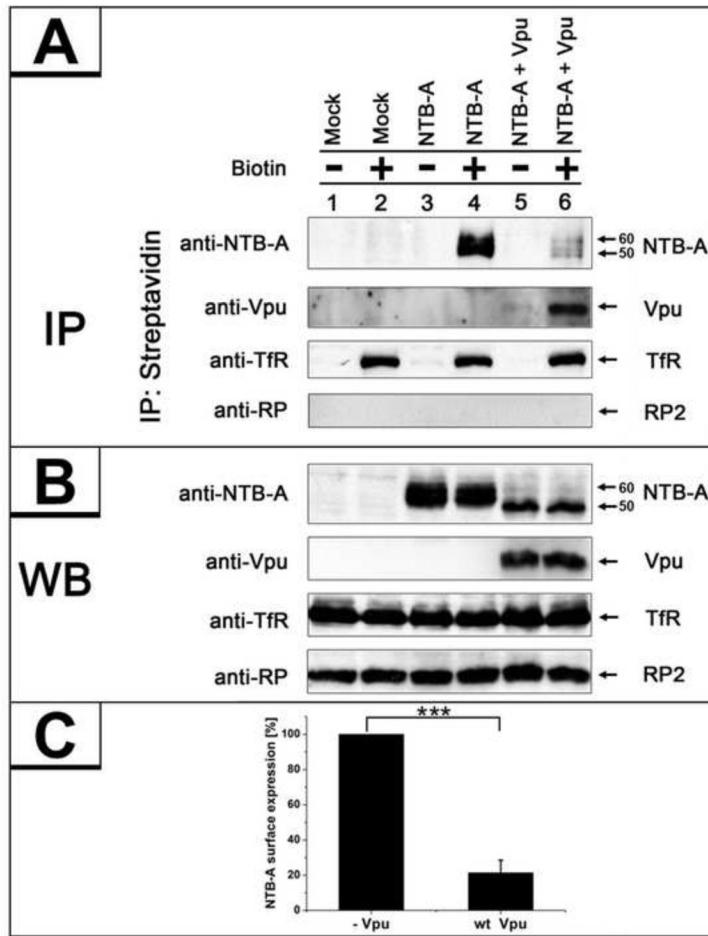 A
Mock
Mock
NTB-A
NTB-A
NTB-A + Vpu
NTB-A + Vpu
Biotin - + - + - +
1 2 3 4 5 6
IP
IP: Streptavidin
anti-NTB-A 60 50 NTB-A
anti-Vpu Vpu
anti-TfR TfR
anti-RP RP2
B
WB
anti-NTB-A 60 50 NTB-A
anti-Vpu Vpu
anti-TfR TfR
anti-RP RP2
C
NTB-A surface expression [%]
100
80
60
40
20
0
***
- Vpu wt Vpu